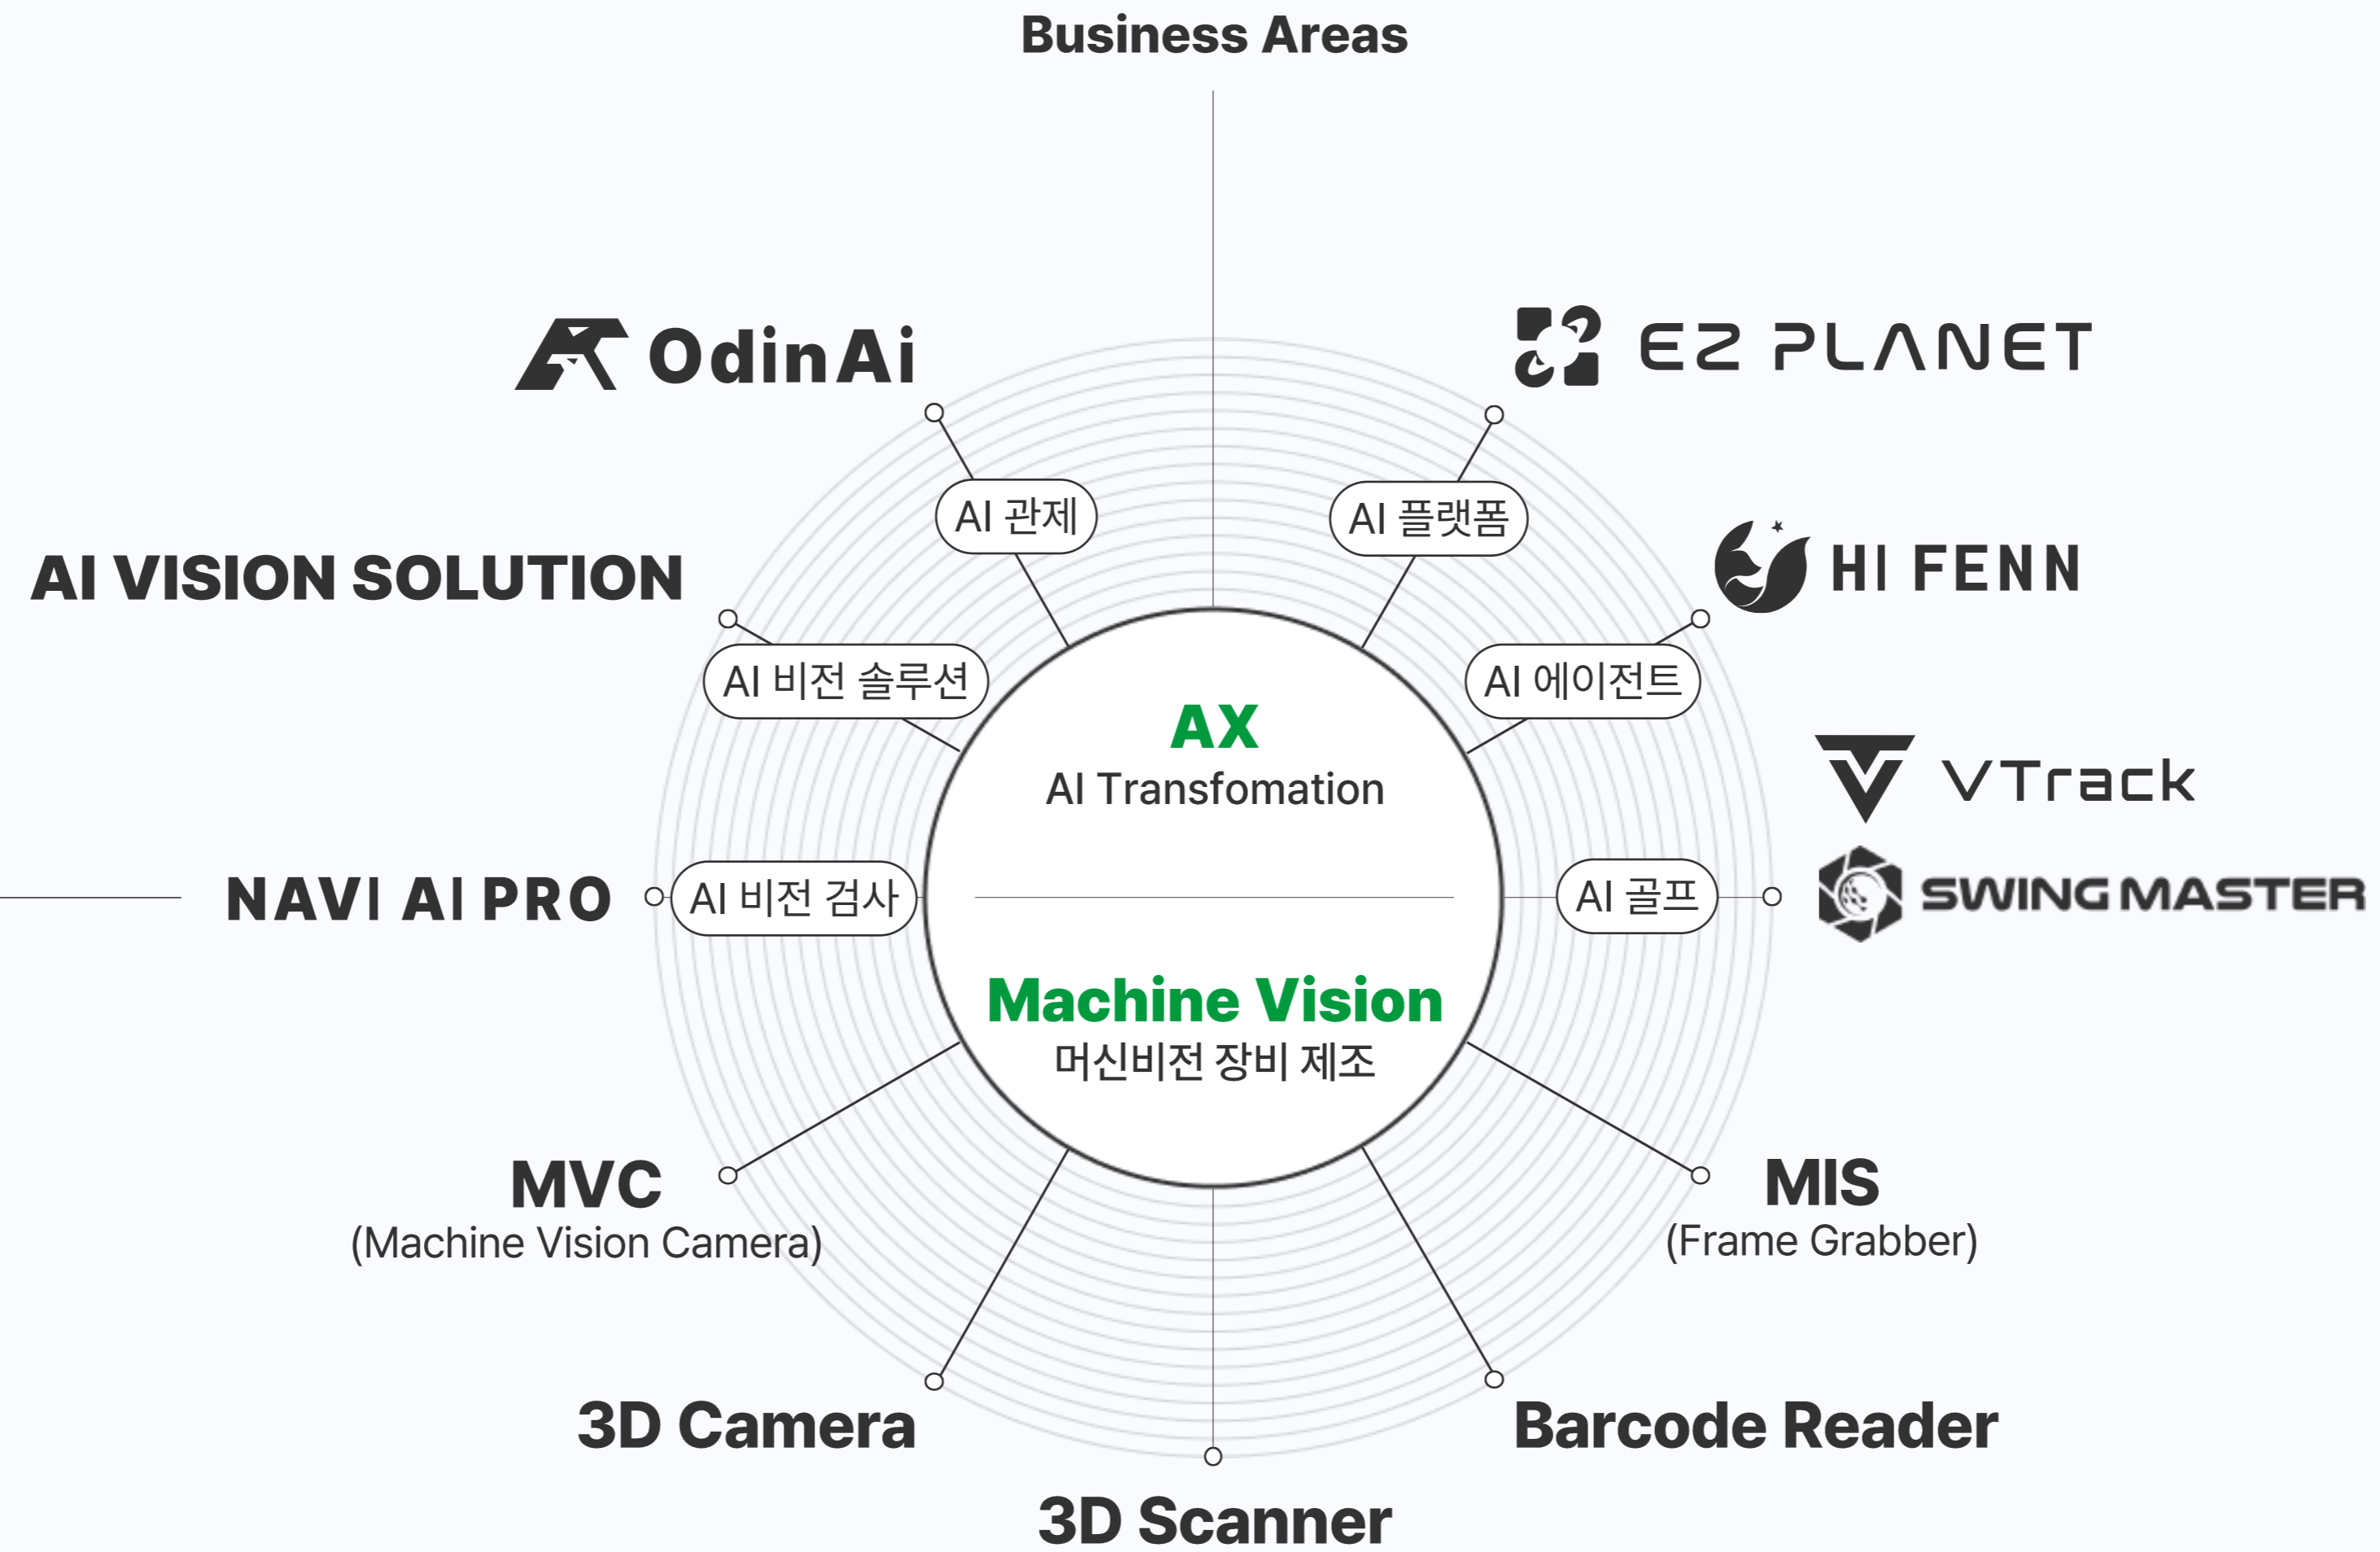 Business Areas
OdinAi
EZ PLANET
AI 관제
AI 플랫폼
AI VISION SOLUTION
HI FENN
AI 비전 솔루션
AI 에이전트
AX
AI Transfomation
VTrack
NAVI AI PRO
AI 비전 검사
AI 골프
SWING MASTER
Machine Vision
머신비전 장비 제조
MVC
(Machine Vision Camera)
MIS
(Frame Grabber)
3D Camera
Barcode Reader
3D Scanner